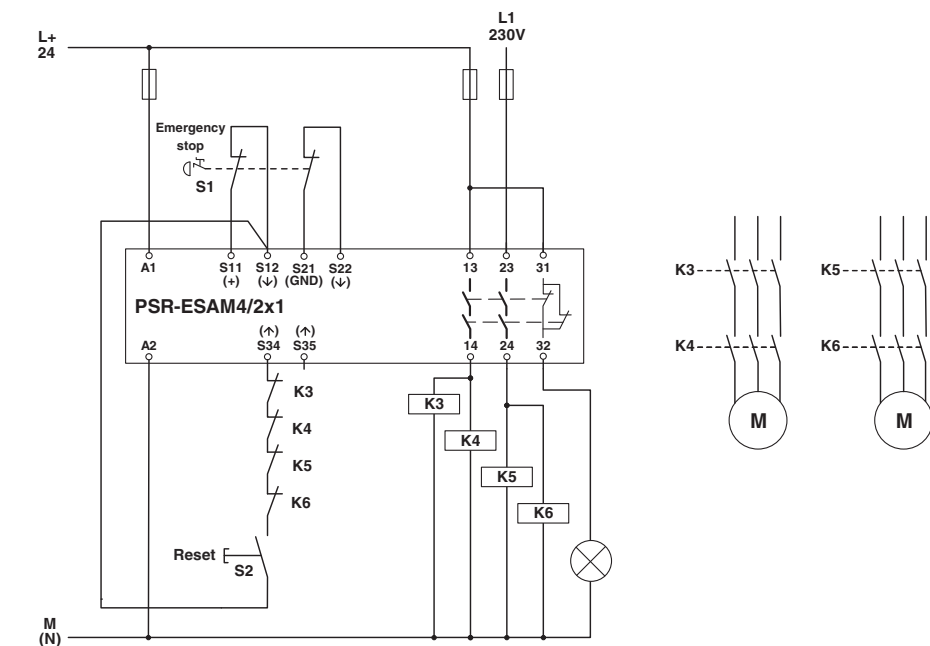 L1
230V
L+
24
Emergency
stop
S1
A1 S11 S12 S21 S22 13 23 31
(+) (↓) (GND) (↓)
PSR-ESAM4/2x1
(↑) (↑)
A2 S34 S35 14 24 32
K3
K4
K5
K6
Reset
S2
K3
K4
K5
K6
M
(N)
K3 K5
K4 K6
M M